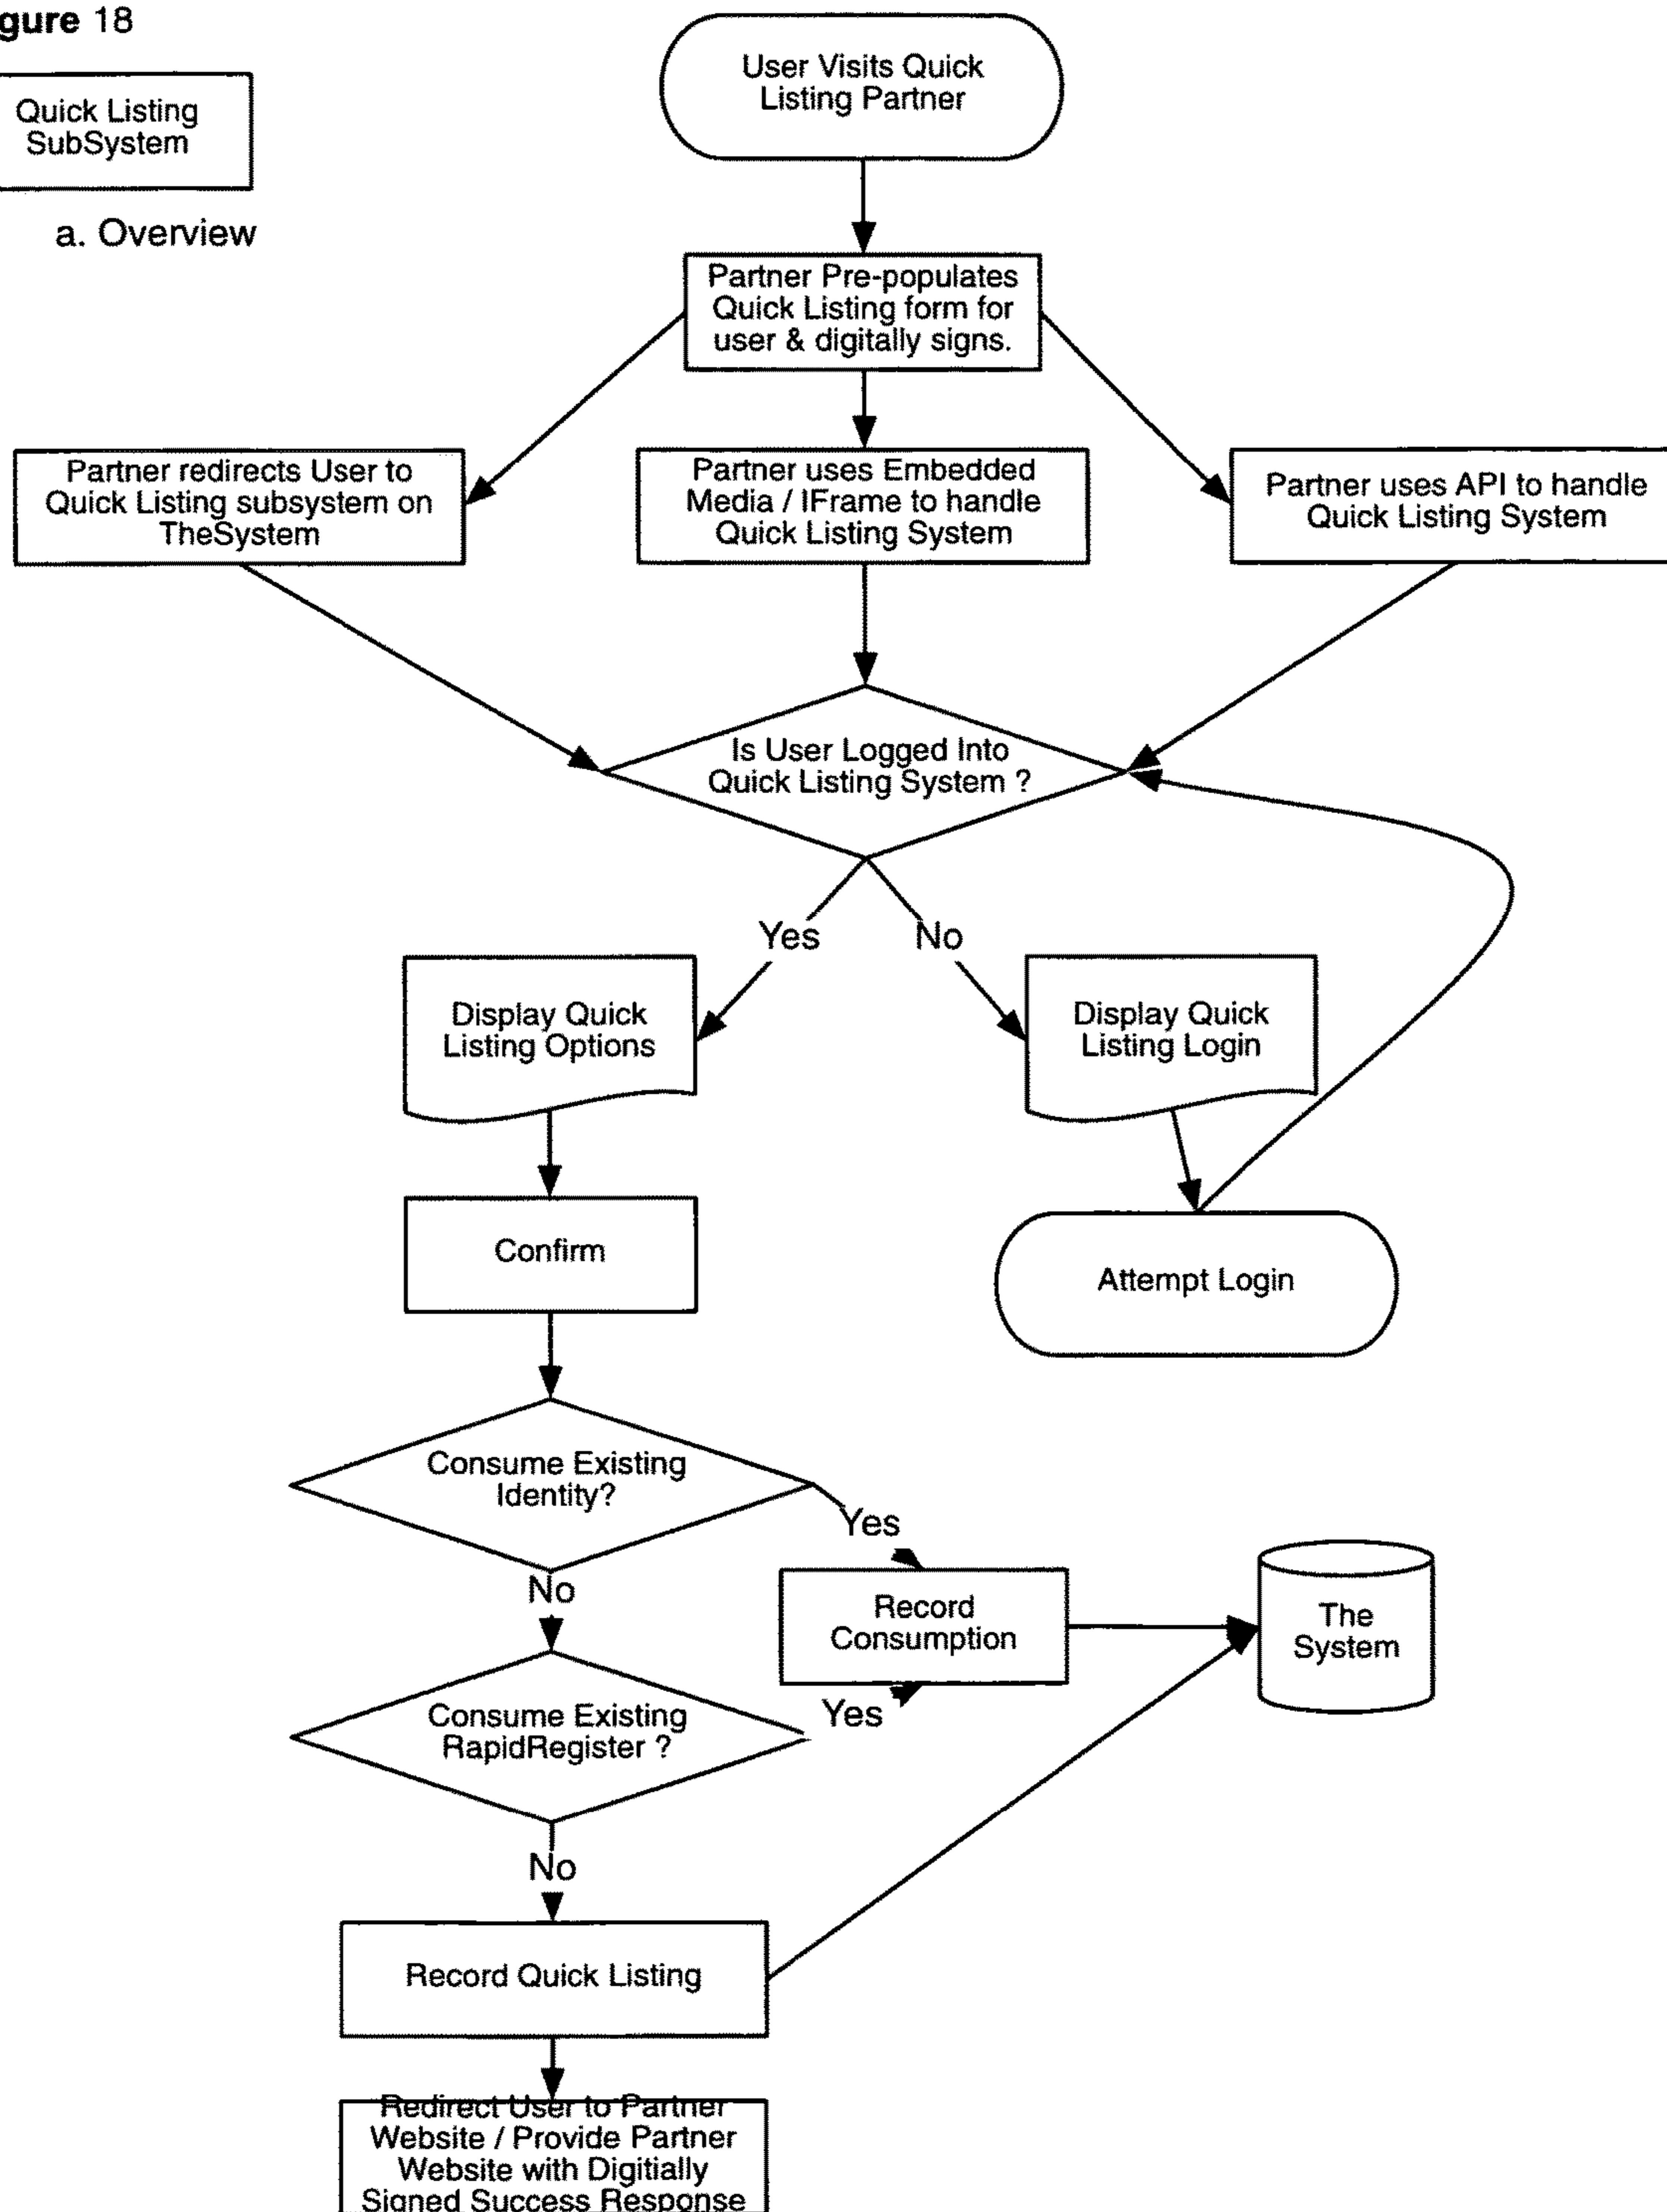 gure 18
Quick Listing
SubSystem
a. Overview
User Visits Quick
Listing Partner
Partner Pre-populates
Quick Listing form for
user & digitally signs.
Partner redirects User to
Quick Listing subsystem on
TheSystem
Partner uses Embedded
Media / IFrame to handle
Quick Listing System
Partner uses API to handle
Quick Listing System
Is User Logged Into
Quick Listing System ?
Yes
No
Display Quick
Listing Options
Display Quick
Listing Login
Confirm
Attempt Login
Consume Existing
Identity?
Yes
No
Record
Consumption
The
System
Consume Existing
RapidRegister ?
Yes
No
Record Quick Listing
Redirect User to Partner
Website / Provide Partner
Website with Digitially
Signed Success Response